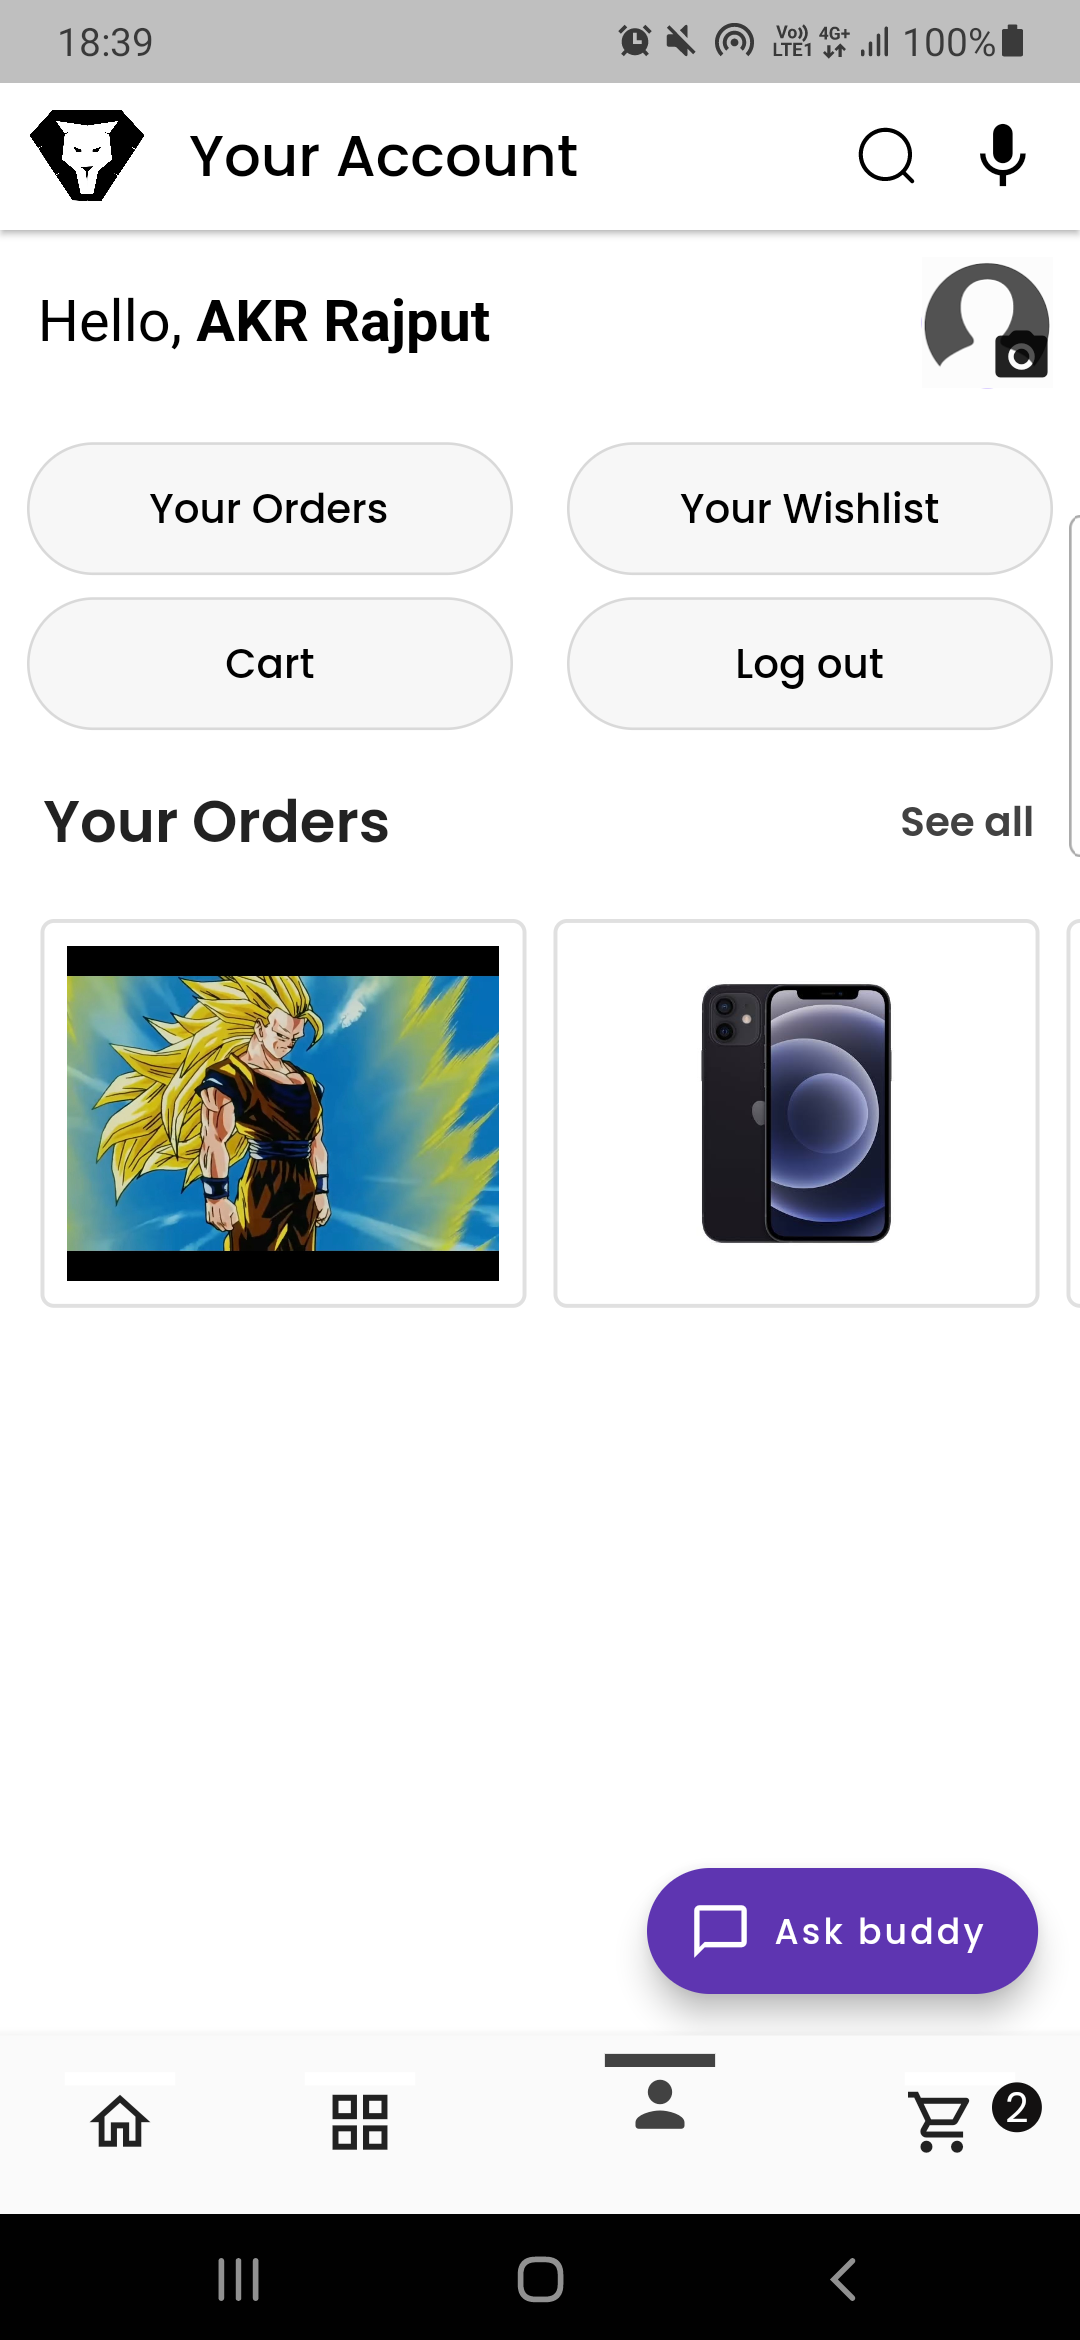 18:39
Vo)) LTE1 4G+ 100%
Your Account
Hello, AKR Rajput
Your Orders
Your Wishlist
Cart
Log out
Your Orders
See all
Ask buddy
2